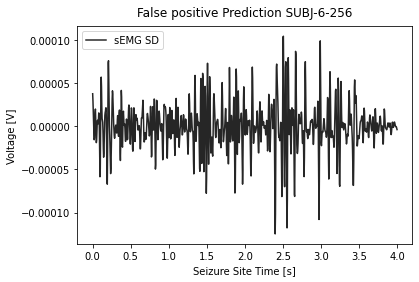 False positive Prediction SUBJ-6-256
sEMG SD
0.00010
0.00005
0.00000
−0.00005
−0.00010
Voltage [V]
0.0 0.5 1.0 1.5 2.0 2.5 3.0 3.5 4.0
Seizure Site Time [s]